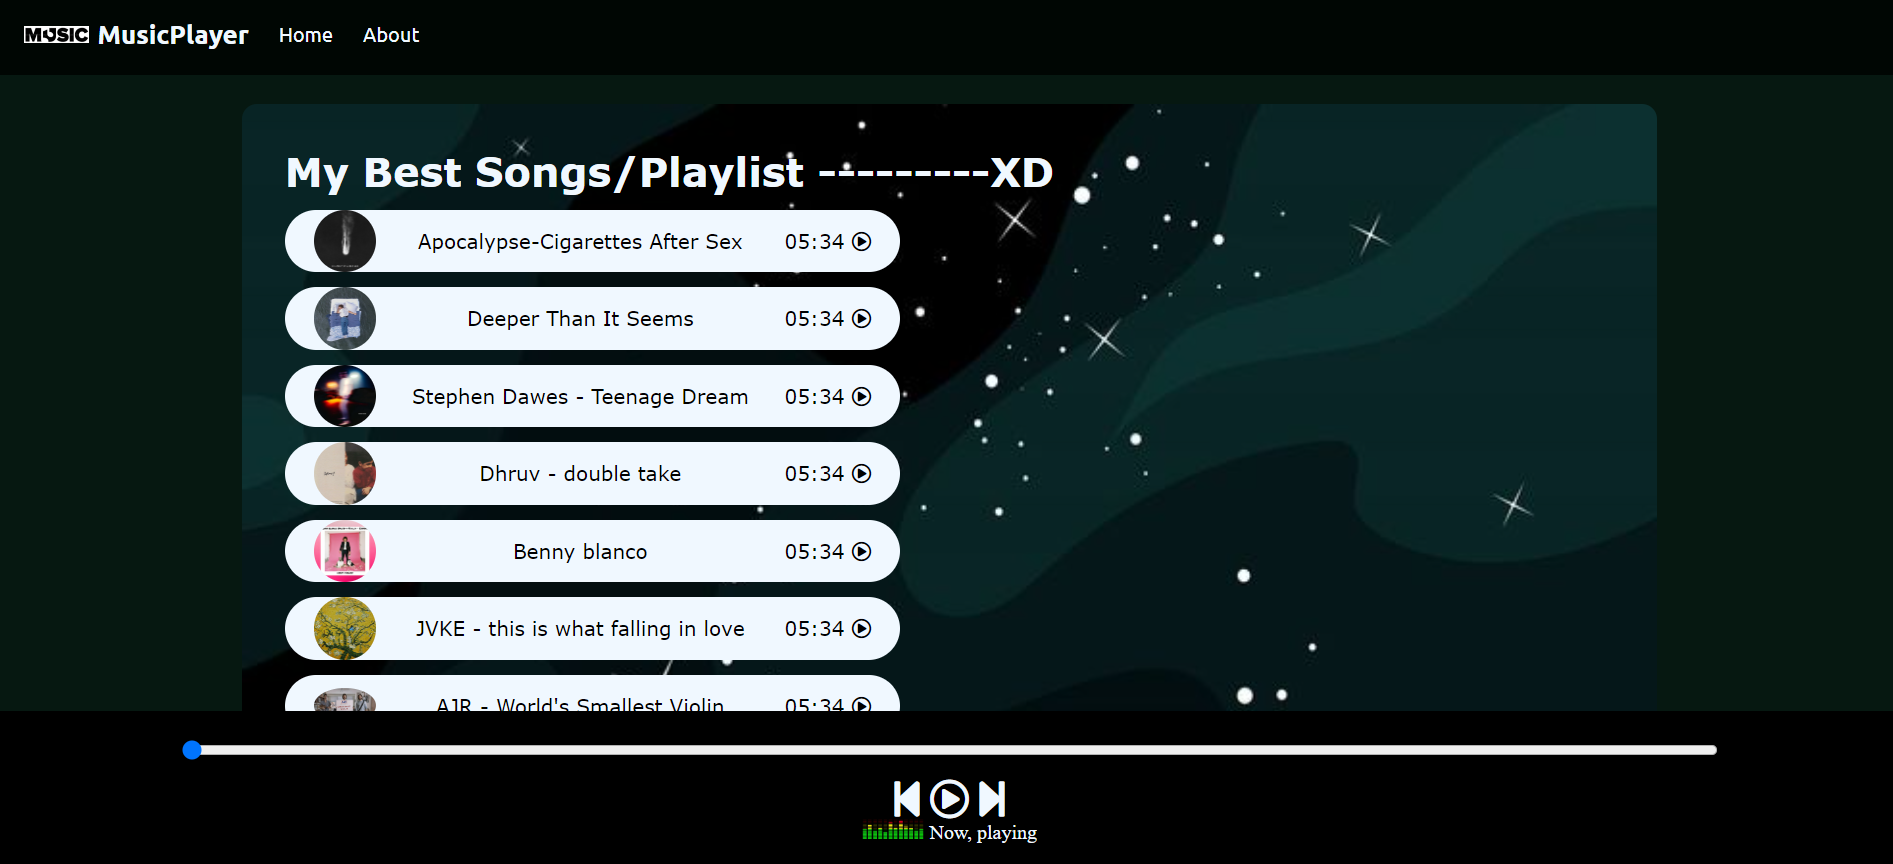 MUSIC MusicPlayer Home About
My Best Songs/Playlist ---------XD
Apocalypse-Cigarettes After Sex 05:34
Deeper Than It Seems 05:34
Stephen Dawes - Teenage Dream 05:34
Dhruv - double take 05:34
Benny blanco 05:34
JVKE - this is what falling in love 05:34
AJR - World's Smallest Violin 05:34
Now, playing